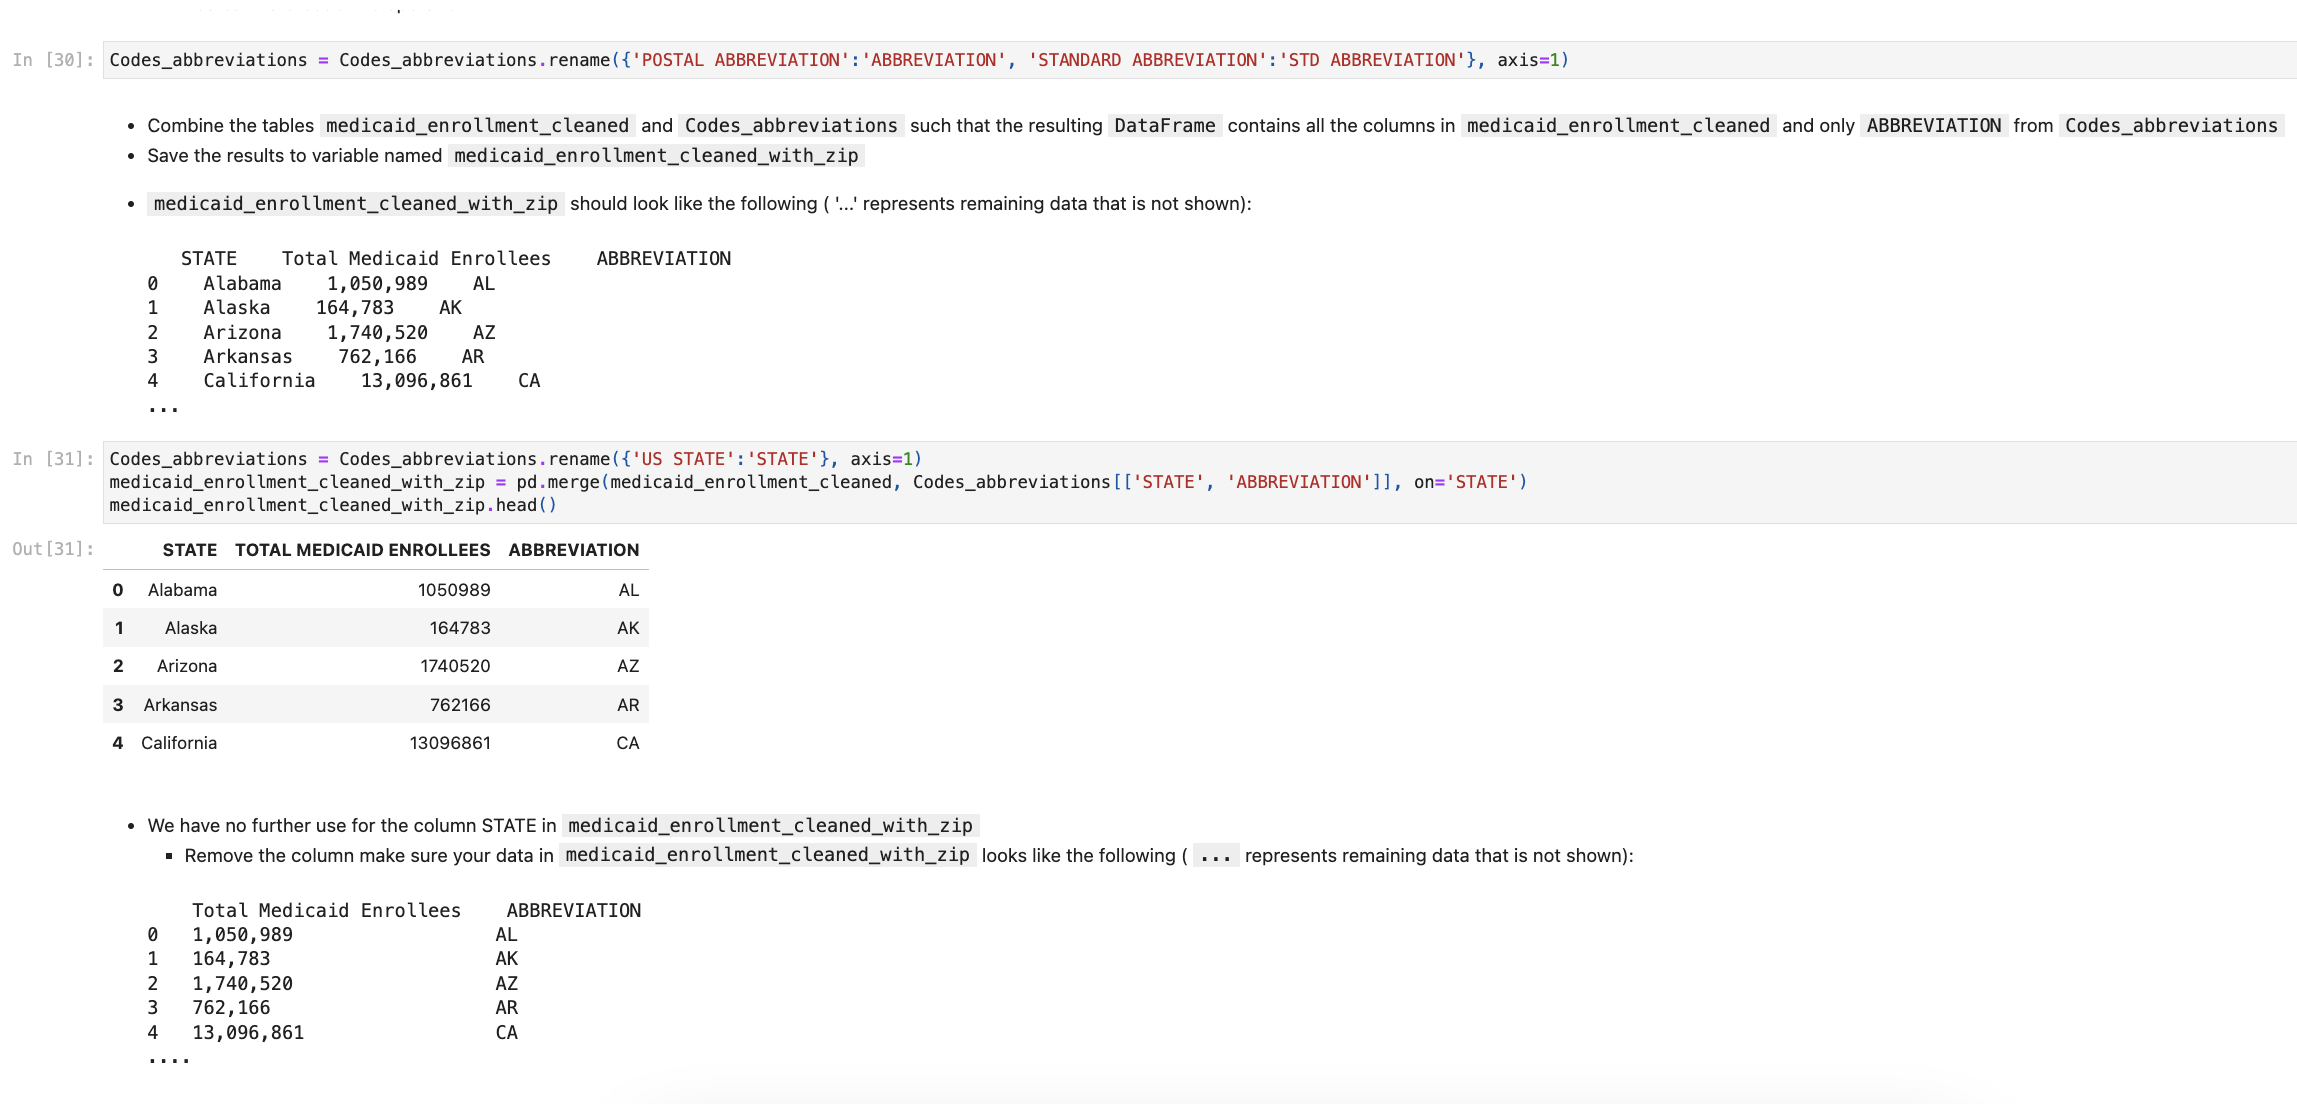 In [30]: Codes_abbreviations = Codes_abbreviations.rename({'POSTAL ABBREVIATION':'ABBREVIATION', 'STANDARD ABBREVIATION':'STD ABBREVIATION'}, axis=1)
• Combine the tables medicaid_enrollment_cleaned and Codes_abbreviations such that the resulting DataFrame contains all the columns in medicaid_enrollment_cleaned and only ABBREVIATION from Codes_abbreviations
• Save the results to variable named medicaid_enrollment_cleaned_with_zip
• medicaid_enrollment_cleaned_with_zip should look like the following ( '...' represents remaining data that is not shown):
STATE Total Medicaid Enrollees ABBREVIATION
0 Alabama 1,050,989 AL
1 Alaska 164,783 AK
2 Arizona 1,740,520 AZ
3 Arkansas 762,166 AR
4 California 13,096,861 CA
...
In [31]: Codes_abbreviations = Codes_abbreviations.rename({'US STATE':'STATE'}, axis=1)
medicaid_enrollment_cleaned_with_zip = pd.merge(medicaid_enrollment_cleaned, Codes_abbreviations[['STATE', 'ABBREVIATION']], on='STATE')
medicaid_enrollment_cleaned_with_zip.head()
Out[31]: STATE TOTAL MEDICAID ENROLLEES ABBREVIATION
0 Alabama 1050989 AL
1 Alaska 164783 AK
2 Arizona 1740520 AZ
3 Arkansas 762166 AR
4 California 13096861 CA
• We have no further use for the column STATE in medicaid_enrollment_cleaned_with_zip
▪ Remove the column make sure your data in medicaid_enrollment_cleaned_with_zip looks like the following ( ... represents remaining data that is not shown):
Total Medicaid Enrollees ABBREVIATION
0 1,050,989 AL
1 164,783 AK
2 1,740,520 AZ
3 762,166 AR
4 13,096,861 CA
....